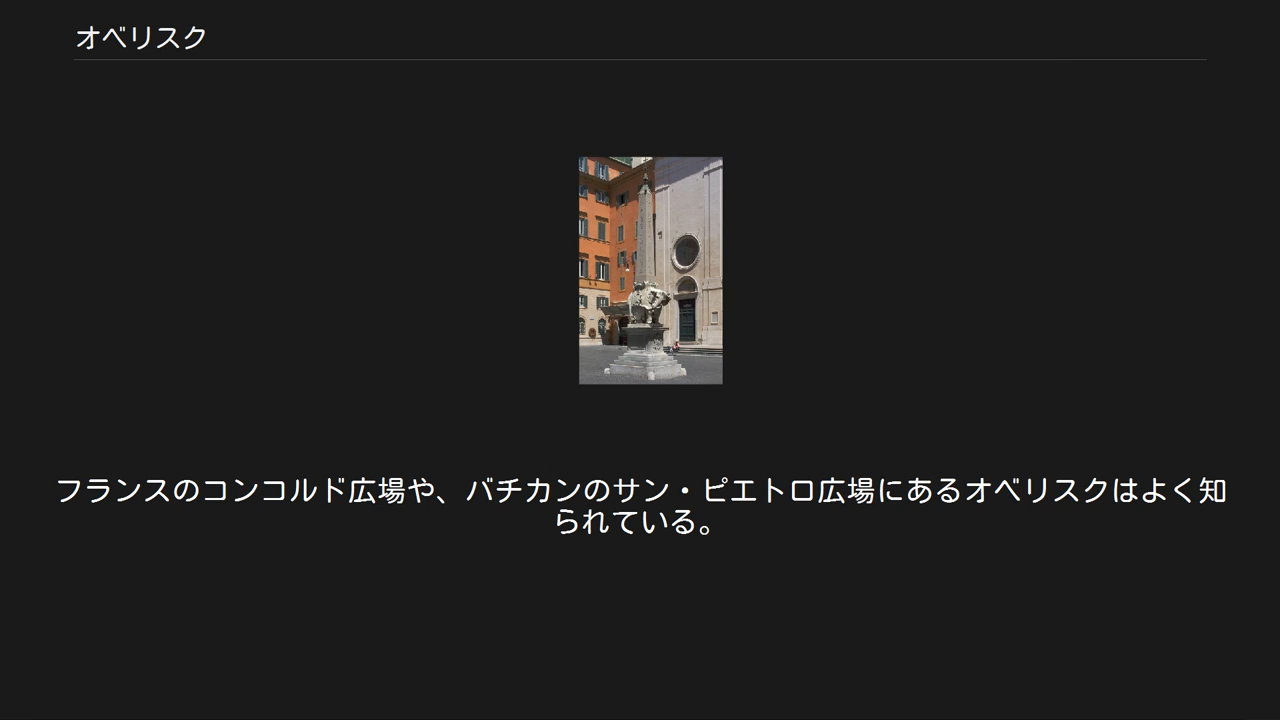 オベリスク
フランスのコンコルド広場や、バチカンのサン・ピエトロ広場にあるオベリスクはよく知
られている。